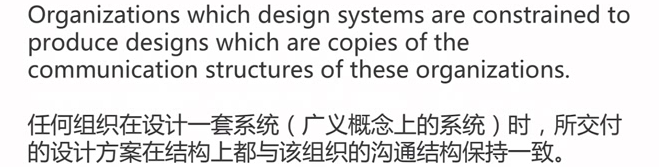 Organizations which design systems are constrained to
produce designs which are copies of the
communication structures of these organizations.
任何组织在设计一套系统（广义概念上的系统）时，所交付
的设计方案在结构上都与该组织的沟通结构保持一致。